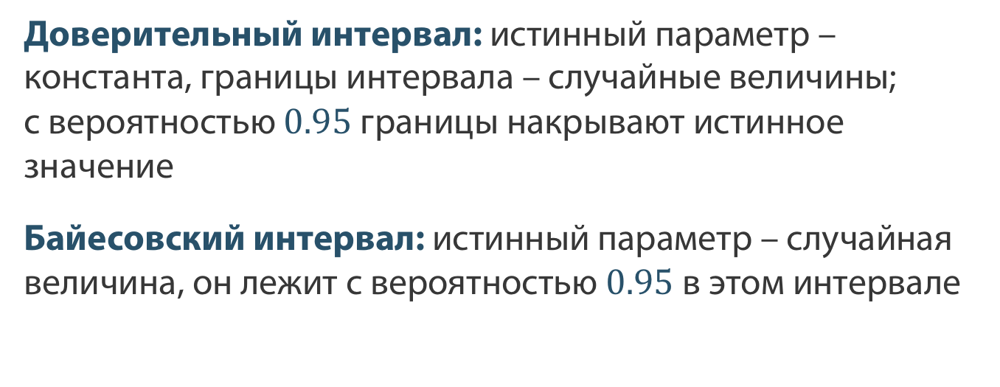 Доверительный интервал: истинный параметр –
константа, границы интервала – случайные величины;
с вероятностью 0.95 границы накрывают истинное
значение
Байесовский интервал: истинный параметр – случайная
величина, он лежит с вероятностью 0.95 в этом интервале